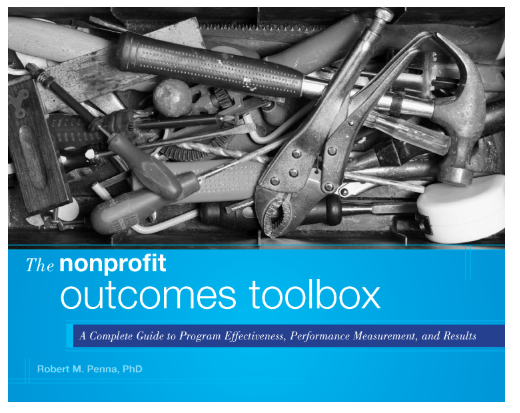 The nonprofit
outcomes toolbox
A Complete Guide to Program Effectiveness, Performance Measurement, and Results
Robert M. Penna, PhD